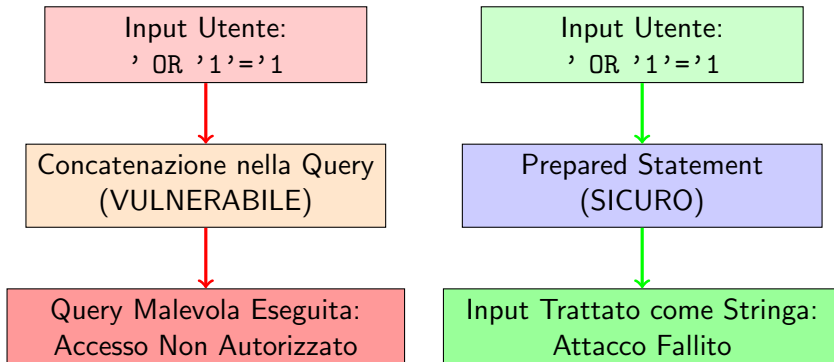 Input Utente:
' OR '1'='1
Concatenazione nella Query
(VULNERABILE)
Query Malevola Eseguita:
Accesso Non Autorizzato
Input Utente:
' OR '1'='1
Prepared Statement
(SICURO)
Input Trattato come Stringa:
Attacco Fallito